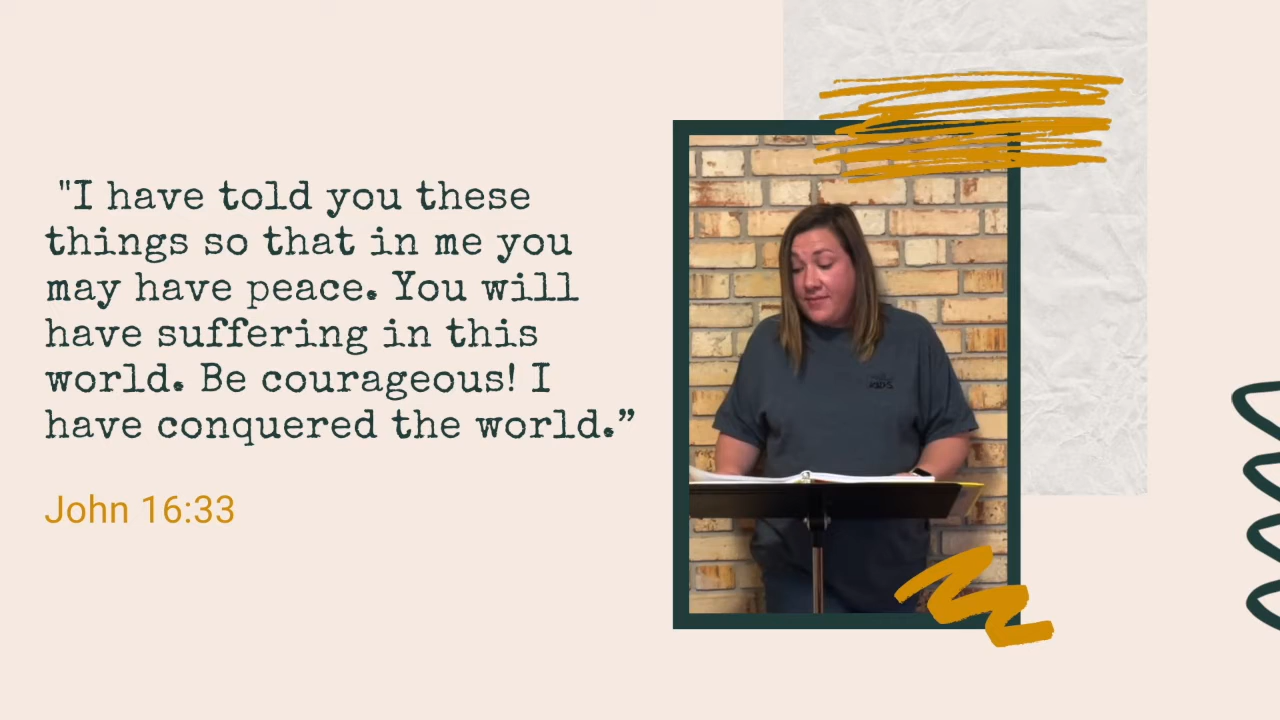 "I have told you these
things so that in me you
may have peace. You will
have suffering in this
world. Be courageous! I
have conquered the world.”
John 16:33